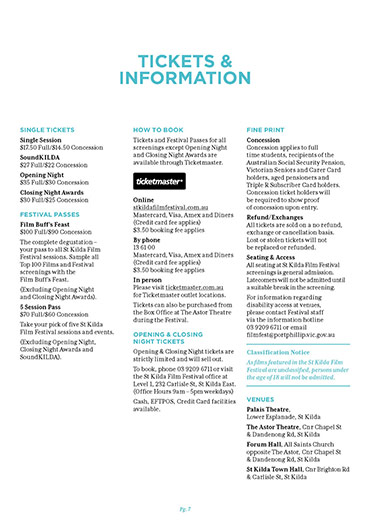 TICKETS &
INFORMATION
SINGLE TICKETS
Single Session
$17.50 Full/$14.50 Concession
SoundKILDA
$27 Full/$22 Concession
Opening Night
$35 Full/$30 Concession
Closing Night Awards
$30 Full/$25 Concession
FESTIVAL PASSES
Film Buff's Feast
$100 Full/$90 Concession
The complete degustation –
your pass to all St Kilda Film
Festival sessions. Sample all
Top 100 Films and Festival
screenings with the
Film Buff's Feast.
(Excluding Opening Night
and Closing Night Awards).
5 Session Pass
$70 Full/$60 Concession
Take your pick of five St Kilda
Film Festival sessions and events.
(Excluding Opening Night,
Closing Night Awards and
SoundKILDA).
HOW TO BOOK
Tickets and Festival Passes for all
screenings except Opening Night
and Closing Night Awards are
available through Ticketmaster.
ticketmaster
Online
stkildafilmfestival.com.au
Mastercard, Visa, Amex and Diners
(Credit card fee applies)
$3.50 booking fee applies
By phone
13 61 00
Mastercard, Visa, Amex and Diners
(Credit card fee applies)
$3.50 booking fee applies
In person
Please visit ticketmaster.com.au
for Ticketmaster outlet locations.
Tickets can also be purchased from
the Box Office at The Astor Theatre
during the Festival.
OPENING & CLOSING
NIGHT TICKETS
Opening & Closing Night tickets are
strictly limited and will sell out.
To book, phone 03 9209 6711 or visit
the St Kilda Film Festival office at
Level 1, 232 Carlisle St, St Kilda East.
(Office Hours 9am – 5pm weekdays)
Cash, EFTPOS, Credit Card facilities
available.
FINE PRINT
Concession
Concession applies to full
time students, recipients of the
Australian Social Security Pension,
Victorian Seniors and Carer Card
holders, aged pensioners and
Triple R Subscriber Card holders.
Concession ticket holders will
be required to show proof
of concession upon entry.
Refund/Exchanges
All tickets are sold on a no refund,
exchange or cancellation basis.
Lost or stolen tickets will not
be replaced or refunded.
Seating & Access
All seating at St Kilda Film Festival
screenings is general admission.
Latecomers will not be admitted until
a suitable break in the screening.
For information regarding
disability access at venues,
please contact Festival staff
via the information hotline
03 9209 6711 or email
filmfest@portphillip.vic.gov.au
Classification Notice
As films featured in the St Kilda Film
Festival are unclassified, persons under
the age of 18 will not be admitted.
VENUES
Palais Theatre,
Lower Esplanade, St Kilda
The Astor Theatre, Cnr Chapel St
& Dandenong Rd, St Kilda
Forum Hall, All Saints Church
opposite The Astor, Cnr Chapel St
& Dandenong Rd, St Kilda
St Kilda Town Hall, Cnr Brighton Rd
& Carlisle St, St Kilda